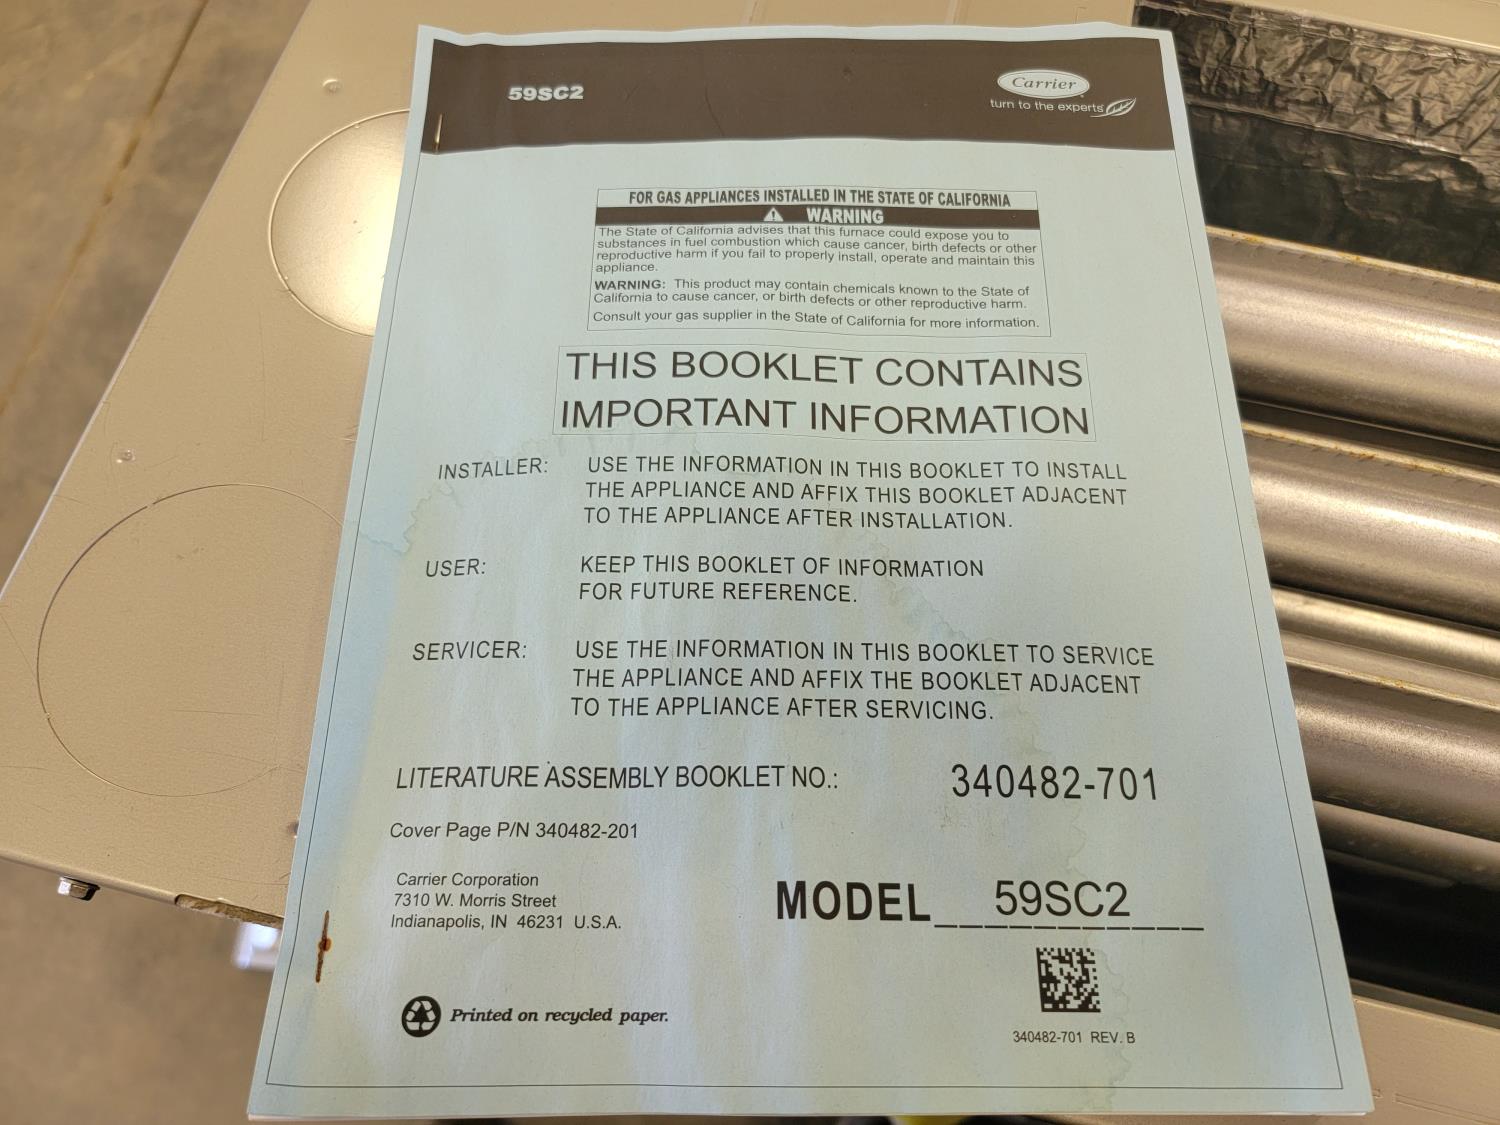 59SC2
Carrier
turn to the experts
FOR GAS APPLIANCES INSTALLED IN THE STATE OF CALIFORNIA
WARNING
The State of California advises that this furnace could expose you to
substances in fuel combustion which cause cancer, birth defects or other
reproductive harm if you fail to properly install, operate and maintain this
appliance.
WARNING: This product may contain chemicals known to the State of
California to cause cancer, or birth defects or other reproductive harm.
Consult your gas supplier in the State of California for more information.
THIS BOOKLET CONTAINS
IMPORTANT INFORMATION
INSTALLER: USE THE INFORMATION IN THIS BOOKLET TO INSTALL
THE APPLIANCE AND AFFIX THIS BOOKLET ADJACENT
TO THE APPLIANCE AFTER INSTALLATION.
USER: KEEP THIS BOOKLET OF INFORMATION
FOR FUTURE REFERENCE.
SERVICER: USE THE INFORMATION IN THIS BOOKLET TO SERVICE
THE APPLIANCE AND AFFIX THE BOOKLET ADJACENT
TO THE APPLIANCE AFTER SERVICING.
LITERATURE ASSEMBLY BOOKLET NO.: 340482-701
Cover Page P/N 340482-201
Carrier Corporation
7310 W. Morris Street
Indianapolis, IN 46231 U.S.A.
MODEL 59SC2
Printed on recycled paper.
340482-701 REV. B